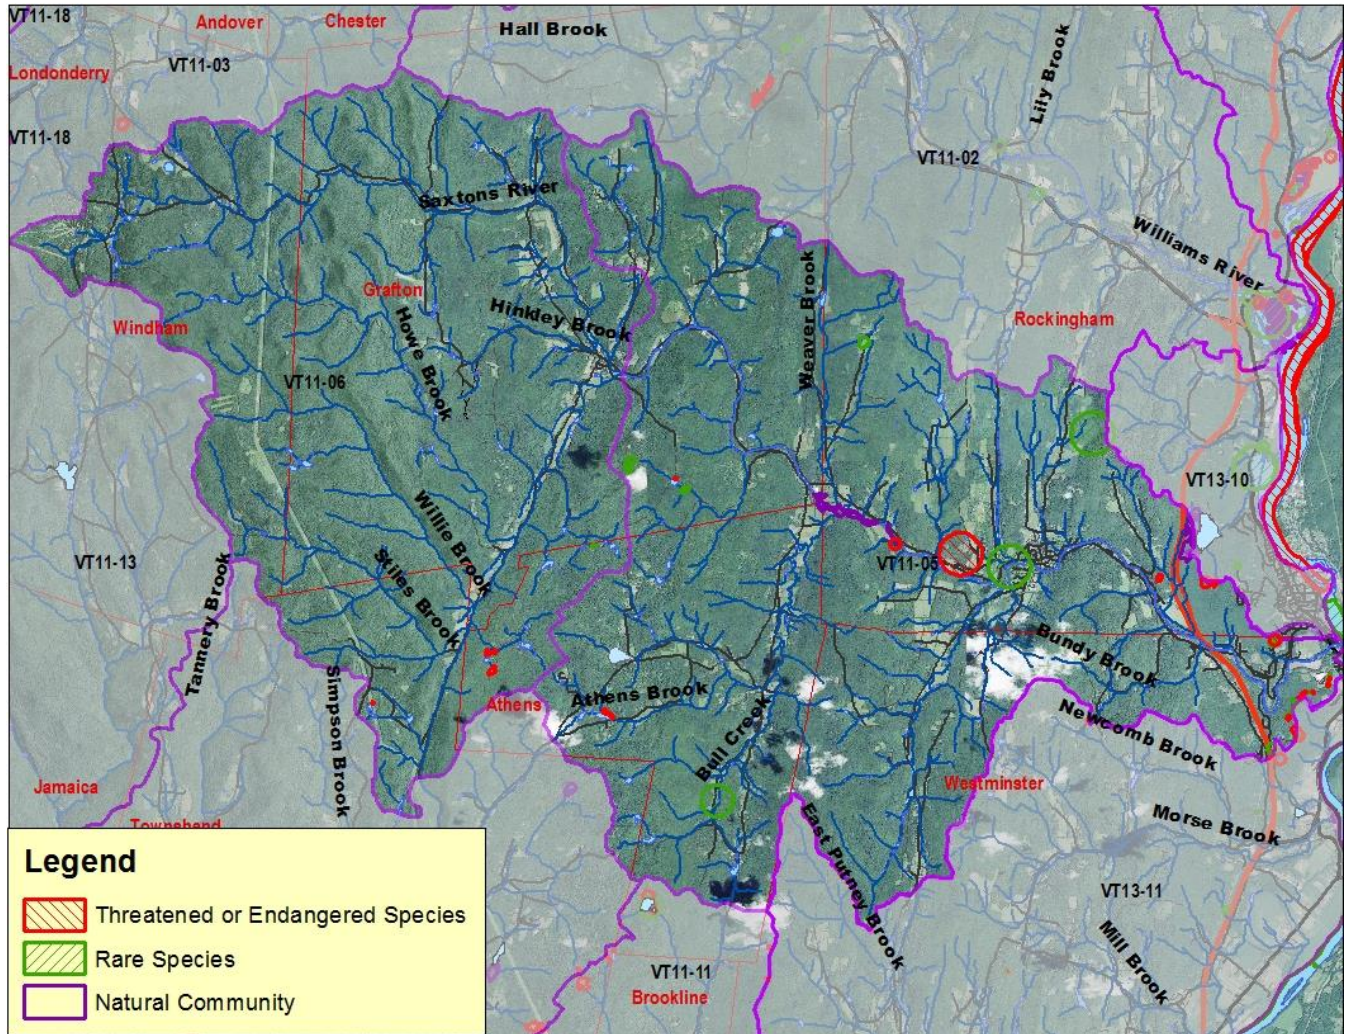 VT11-18
Andover
Chester
Hall Brook
Lily Brook
VT11-03
Londonderry
VT11-18
VT11-02
Saxtons River
Williams River
Grafton
Windham
Hinkley Brook
Weaver Brook
Rockingham
Howe Brook
VT11-06
VT13-10
Willie Brook
VT11-13
Stiles Brook
VT11-05
Tannery Brook
Simpson Brook
Bundy Brook
Athens Brook
Athens
Bull Creek
Newcomb Brook
Westminster
Jamaica
Townshend
East Putney Brook
Morse Brook
VT13-11
Mill Brook
VT11-11
Brookline
Legend
Threatened or Endangered Species
Rare Species
Natural Community